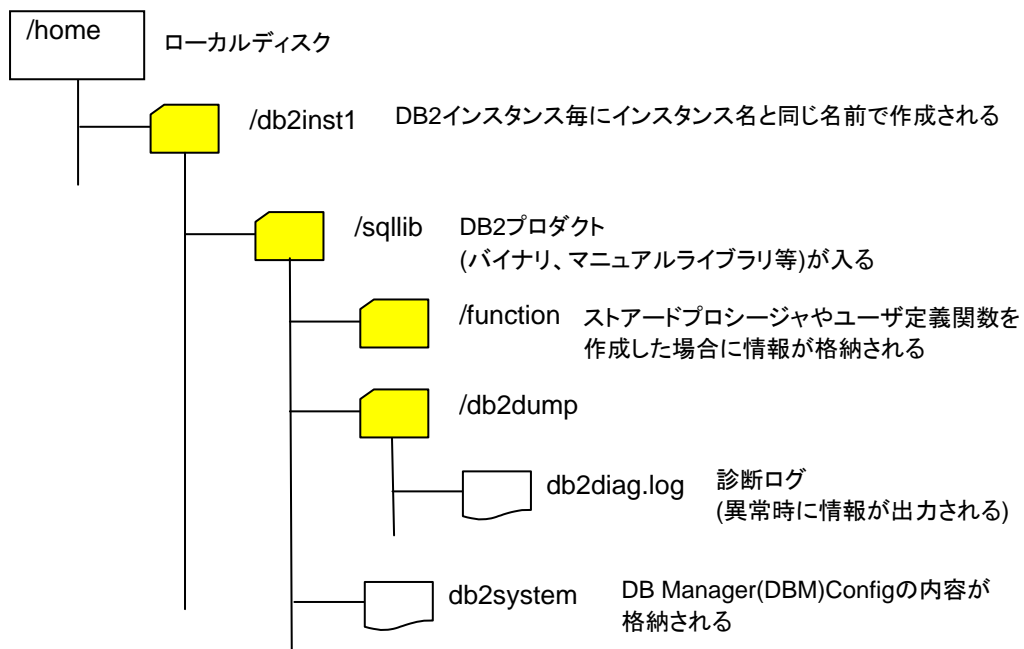 /home
ローカルディスク
/db2inst1
DB2インスタンス毎にインスタンス名と同じ名前で作成される
/sqllib
DB2プロダクト
(バイナリ、マニュアルライブラリ等)が入る
/function
ストアードプロシージャやユーザ定義関数を
作成した場合に情報が格納される
/db2dump
db2diag.log
診断ログ
(異常時に情報が出力される)
db2system
DB Manager(DBM)Configの内容が
格納される